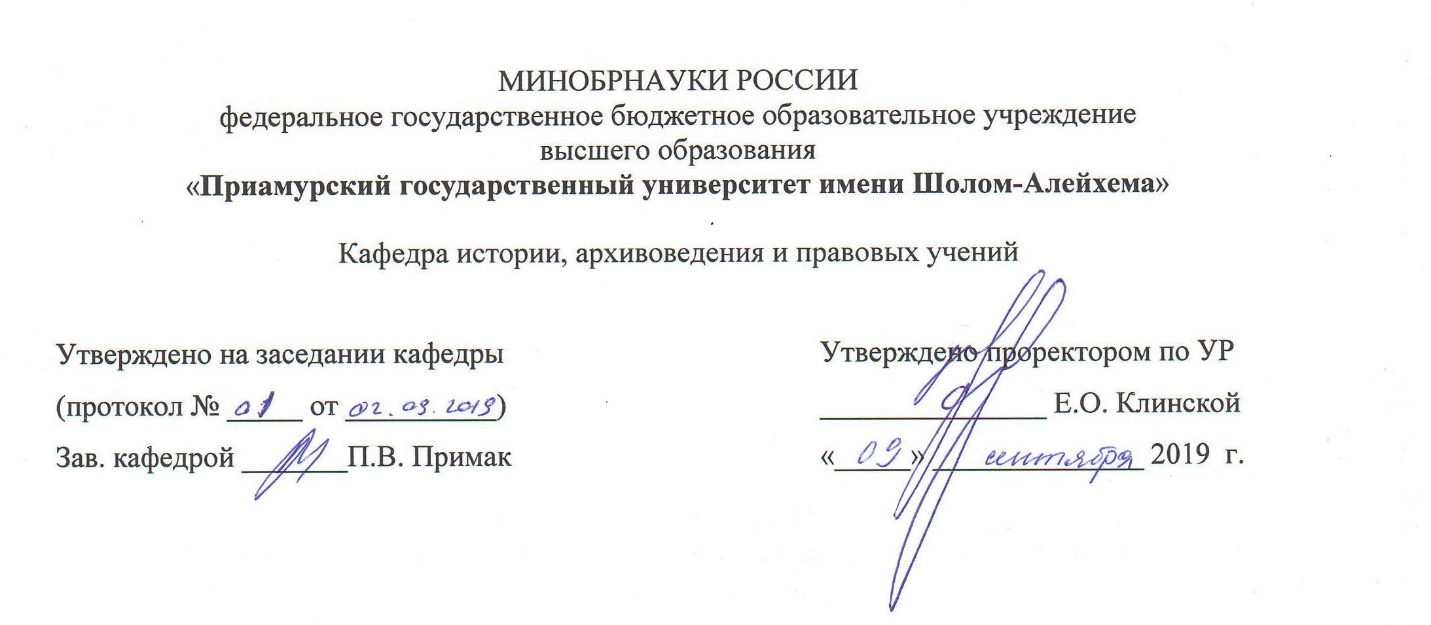 МИНОБРНАУКИ РОССИИ
федеральное государственное бюджетное образовательное учреждение
высшего образования
«Приамурский государственный университет имени Шолом-Алейхема»
Кафедра истории, архивоведения и правовых учений
Утверждено на заседании кафедры
(протокол № 01 от 02.09.2019)
Зав. кафедрой П.В. Примак
Утверждено проректором по УР
Е.О. Клинской
«09» сентября 2019 г.